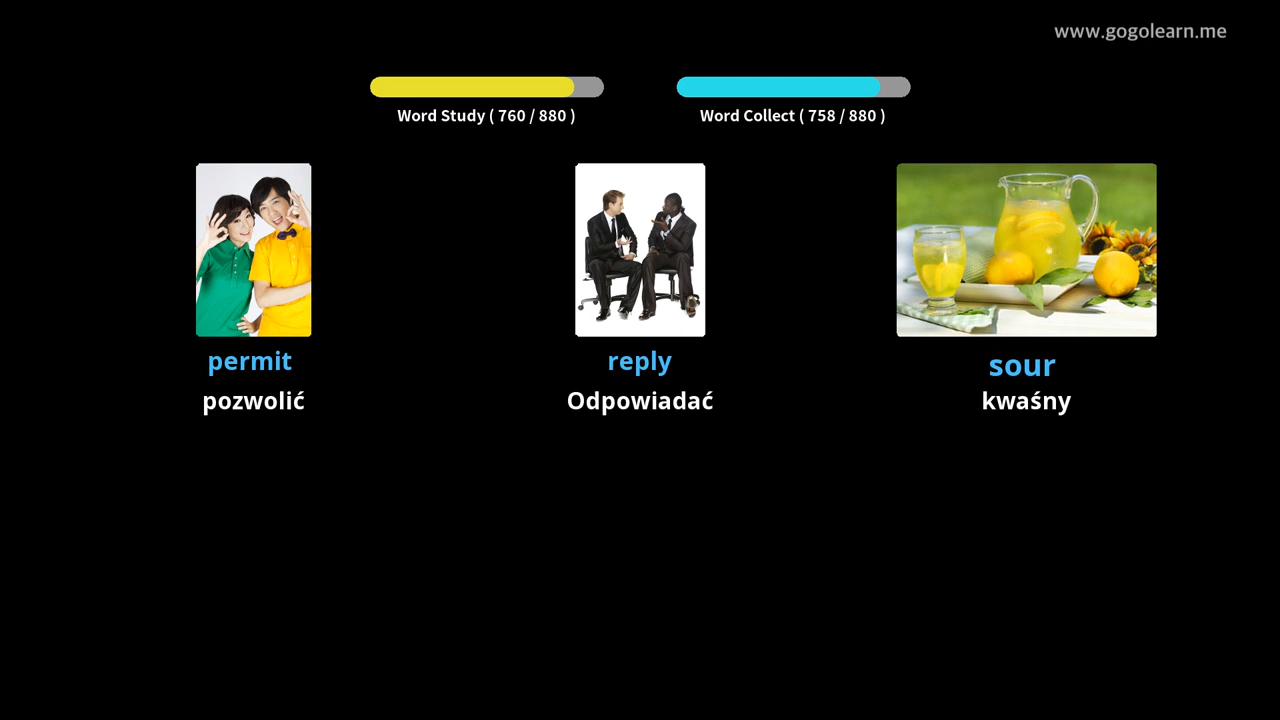 www.gogolearn.me
Word Study ( 760 / 880 )
Word Collect ( 758 / 880 )
permit
reply
sour
pozwolić
Odpowiadać
kwaśny